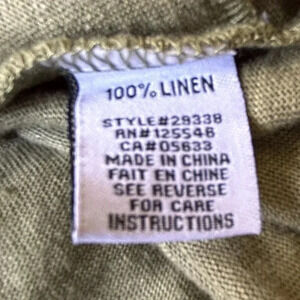 100% LINEN
STYLE#29338
RN#125546
CA#05633
MADE IN CHINA
FAIT EN CHINE
SEE REVERSE
FOR CARE
INSTRUCTIONS